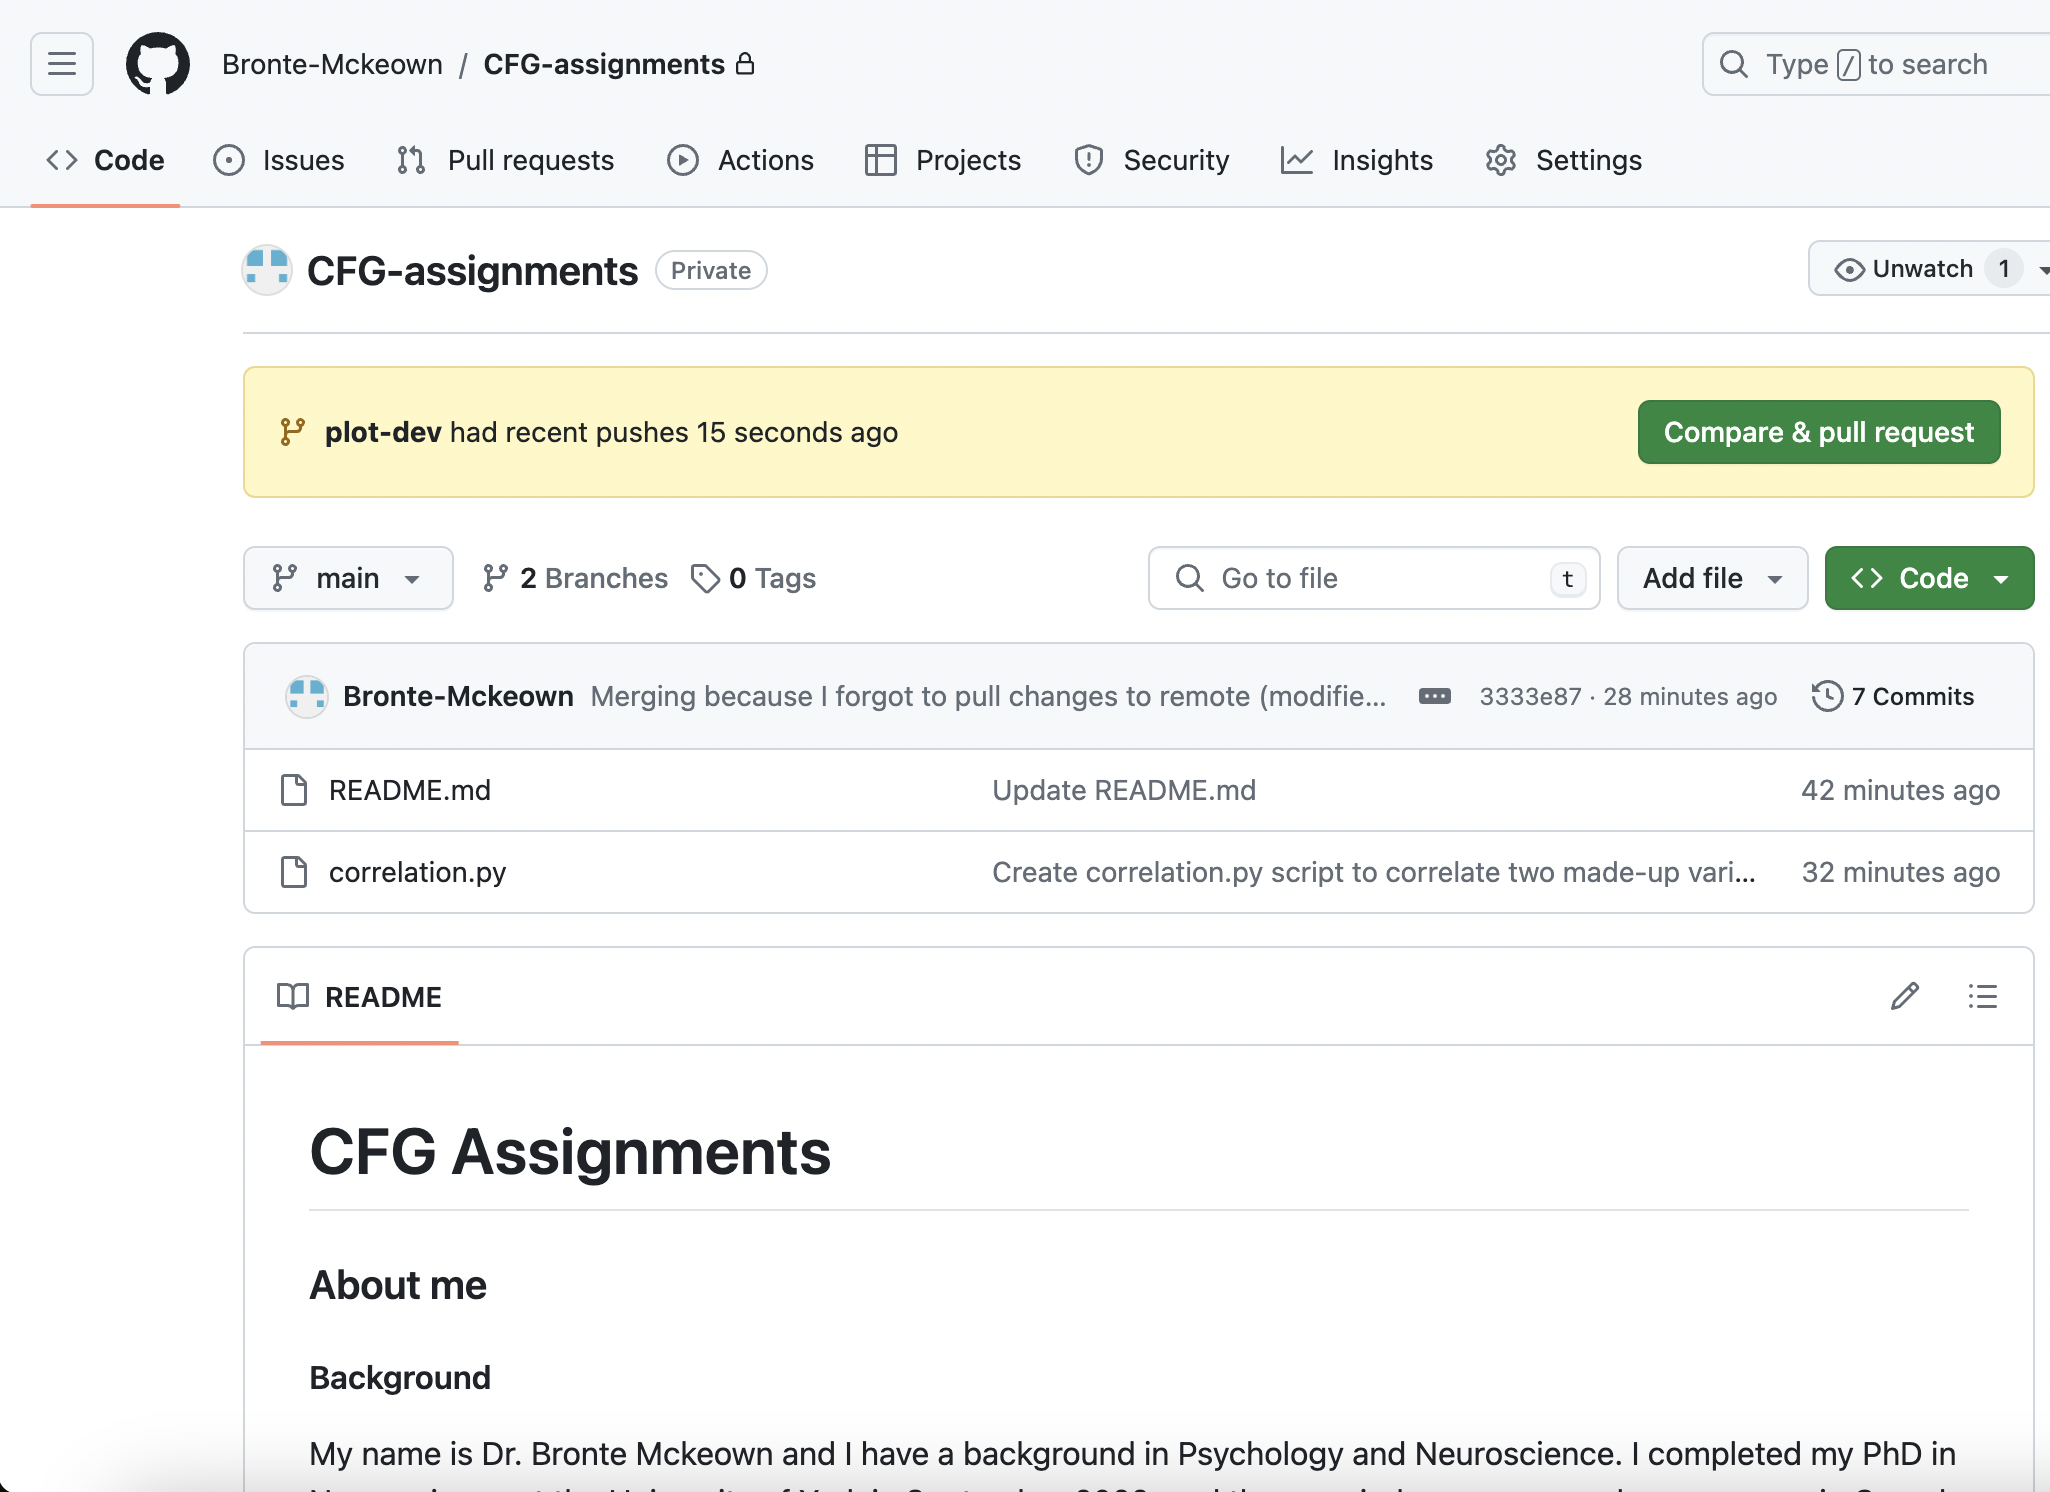 Bronte-Mckeown / CFG-assignments
Type / to search
Code Issues Pull requests Actions Projects Security Insights Settings
CFG-assignments Private
Unwatch 1
plot-dev had recent pushes 15 seconds ago
Compare & pull request
main 2 Branches 0 Tags
Go to file t
Add file
Code
Bronte-Mckeown Merging because I forgot to pull changes to remote (modifie... 3333e87 · 28 minutes ago 7 Commits
README.md Update README.md 42 minutes ago
correlation.py Create correlation.py script to correlate two made-up vari... 32 minutes ago
README
CFG Assignments
About me
Background
My name is Dr. Bronte Mckeown and I have a background in Psychology and Neuroscience. I completed my PhD in